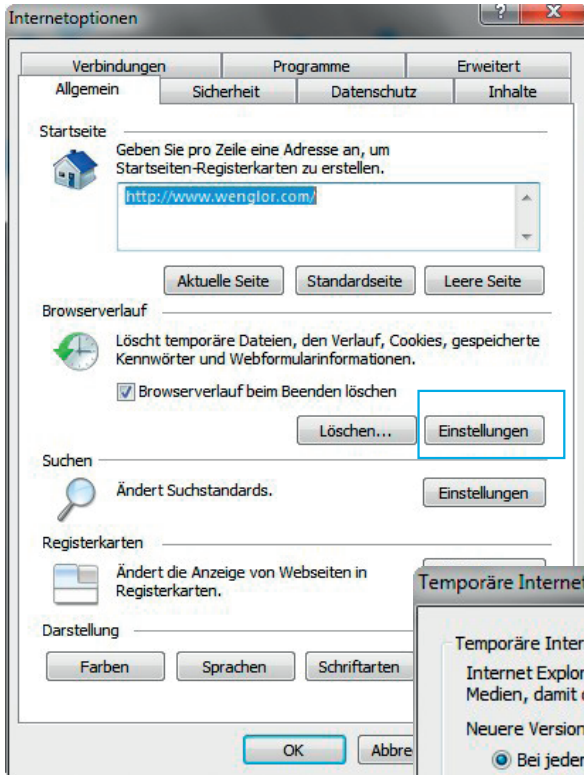 Internetoptionen
Verbindungen Programme Erweitert
Allgemein Sicherheit Datenschutz Inhalte
Startseite
Geben Sie pro Zeile eine Adresse an, um
Startseiten-Registerkarten zu erstellen.
http://www.wenglor.com/
Aktuelle Seite Standardseite Leere Seite
Browserverlauf
Löscht temporäre Dateien, den Verlauf, Cookies, gespeicherte
Kennwörter und Webformularinformationen.
Browserverlauf beim Beenden löschen
Löschen... Einstellungen
Suchen
Ändert Suchstandards.
Einstellungen
Registerkarten
Ändert die Anzeige von Webseiten in
Registerkarten.
Darstellung
Farben Sprachen Schriftarten
OK Abbre
Temporäre Internet
Temporäre Inter
Internet Explor
Medien, damit
Neuere Version
Bei jeder